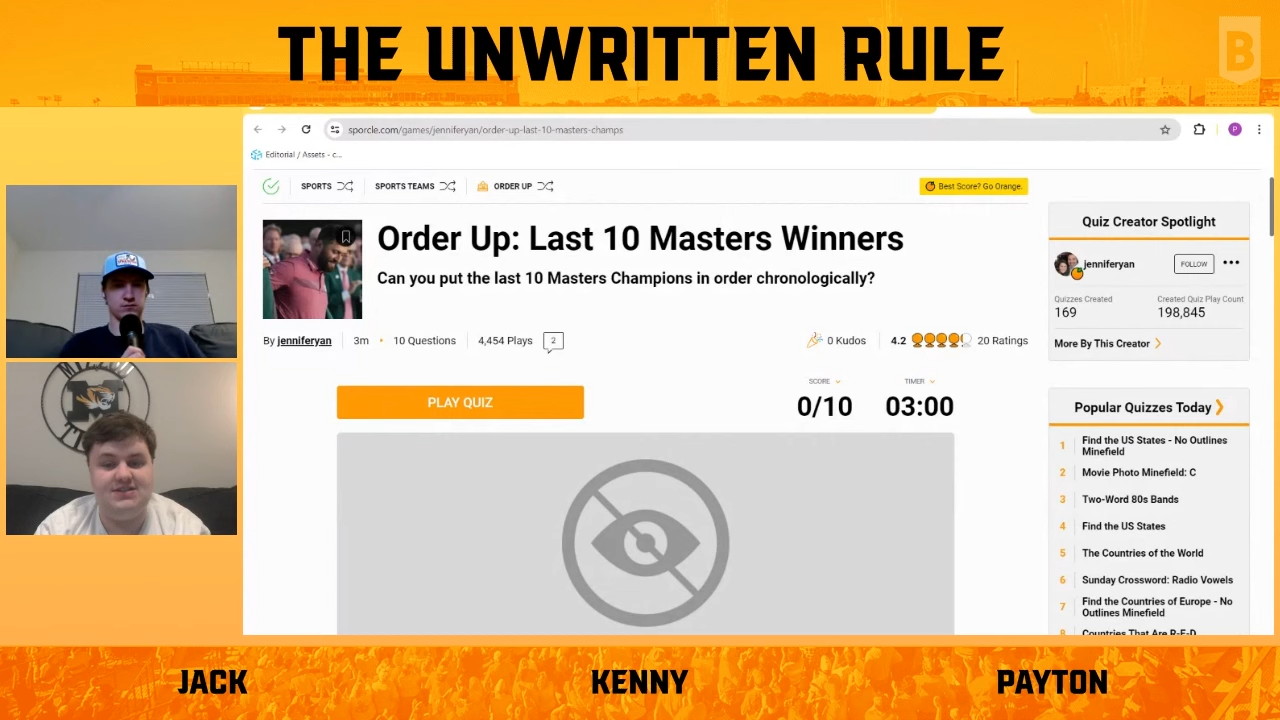 THE UNWRITTEN RULE
B
sporcle.com/games/jenniferyan/order-up-last-10-masters-champs
P
Editorial / Assets - c...
SPORTS
SPORTS TEAMS
ORDER UP
Best Score? Go Orange.
Order Up: Last 10 Masters Winners
Can you put the last 10 Masters Champions in order chronologically?
By jenniferyan
3m • 10 Questions
4,454 Plays
2
0 Kudos
4.2
20 Ratings
PLAY QUIZ
SCORE
0/10
TIMER
03:00
Quiz Creator Spotlight
jenniferyan
FOLLOW
Quizzes Created
169
Created Quiz Play Count
198,845
More By This Creator
Popular Quizzes Today
1 Find the US States - No Outlines
Minefield
2 Movie Photo Minefield: C
3 Two-Word 80s Bands
4 Find the US States
5 The Countries of the World
6 Sunday Crossword: Radio Vowels
7 Find the Countries of Europe - No
Outlines Minefield
8 Countries That Are R-E-D
M
JACK
KENNY
PAYTON